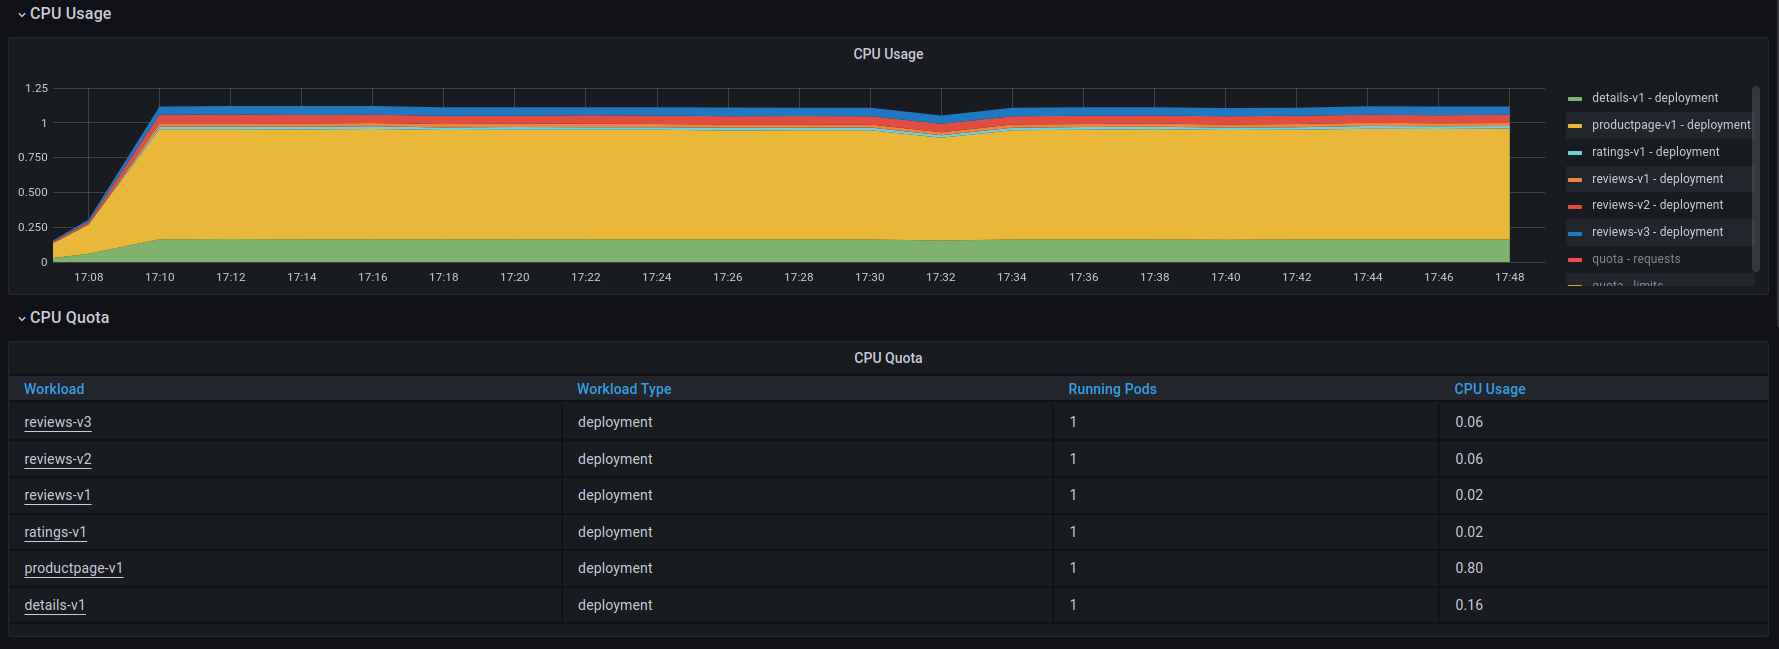 CPU Usage
CPU Usage
1.25
1
0.750
0.500
0.250
0
17:08 17:10 17:12 17:14 17:16 17:18 17:20 17:22 17:24 17:26 17:28 17:30 17:32 17:34 17:36 17:38 17:40 17:42 17:44 17:46 17:48
details-v1 - deployment
productpage-v1 - deployment
ratings-v1 - deployment
reviews-v1 - deployment
reviews-v2 - deployment
reviews-v3 - deployment
quota - requests
quota - limits
CPU Quota
CPU Quota
Workload Workload Type Running Pods CPU Usage
reviews-v3 deployment 1 0.06
reviews-v2 deployment 1 0.06
reviews-v1 deployment 1 0.02
ratings-v1 deployment 1 0.02
productpage-v1 deployment 1 0.80
details-v1 deployment 1 0.16